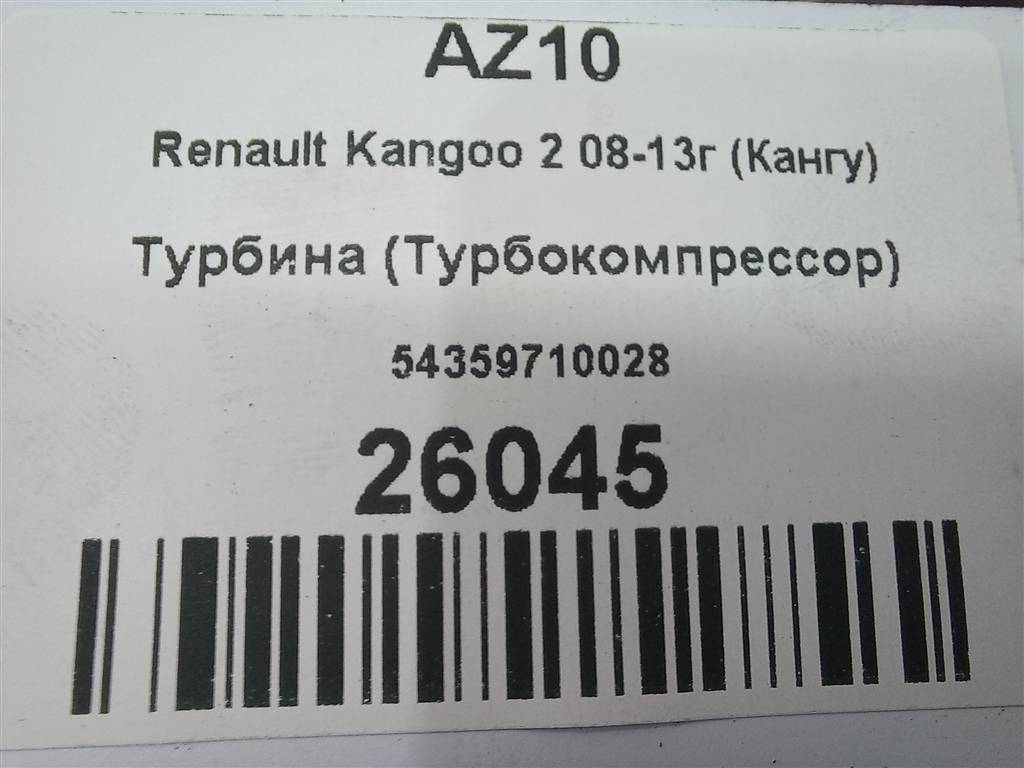 AZ10
Renault Kangoo 2 08-13г (Кангу)
Турбина (Турбокомпрессор)
54359710028
26045